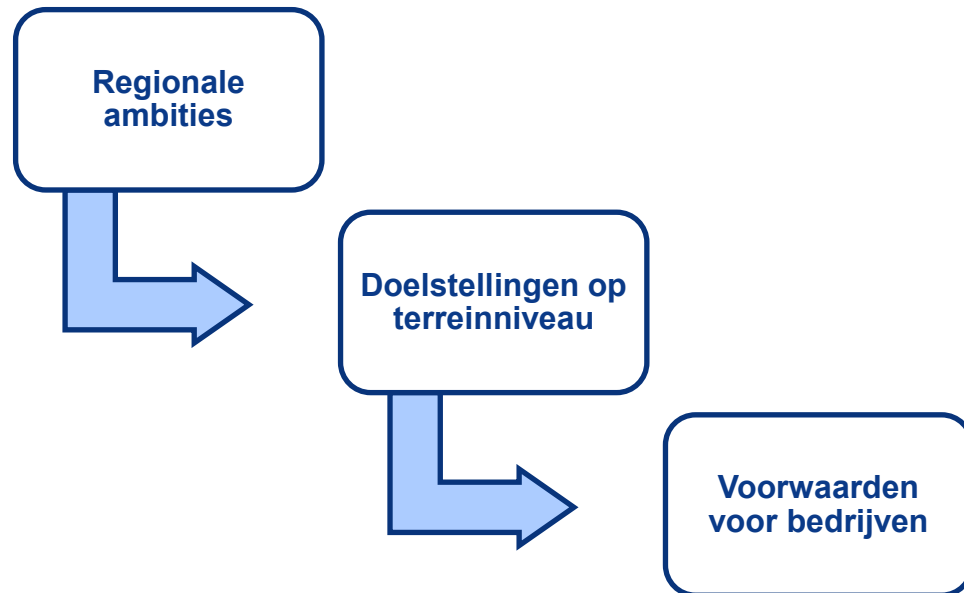 Regionale
ambities
Doelstellingen op
terreinniveau
Voorwaarden
voor bedrijven